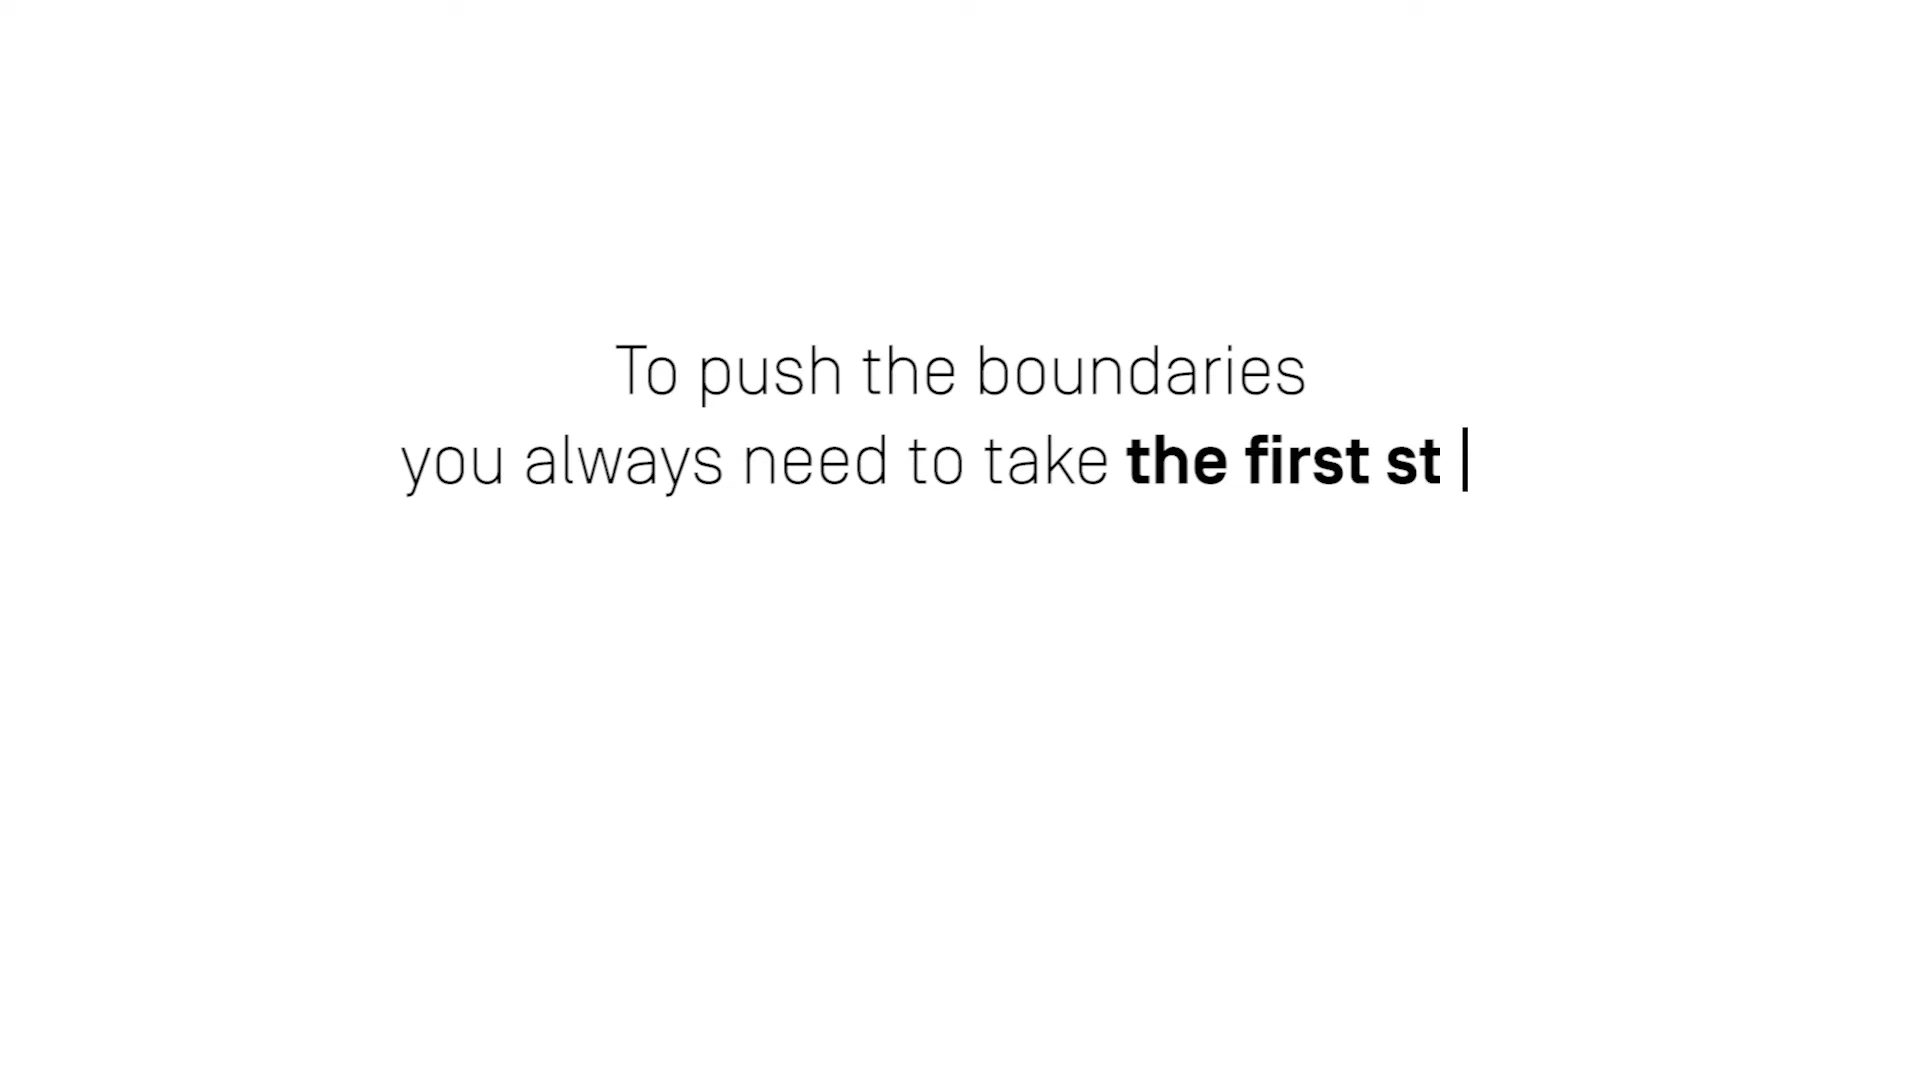 To push the boundaries
you always need to take the first st |